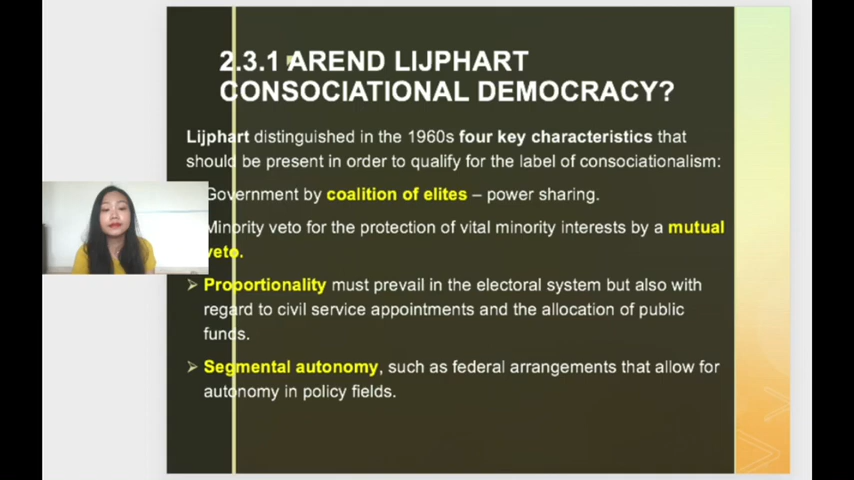 2.3.1 AREND LIJPHART
CONSOCIATIONAL DEMOCRACY?
Lijphart distinguished in the 1960s four key characteristics that
should be present in order to qualify for the label of consociationalism:
Government by coalition of elites – power sharing.
Minority veto for the protection of vital minority interests by a mutual
veto.
➢ Proportionality must prevail in the electoral system but also with
regard to civil service appointments and the allocation of public
funds.
➢ Segmental autonomy, such as federal arrangements that allow for
autonomy in policy fields.